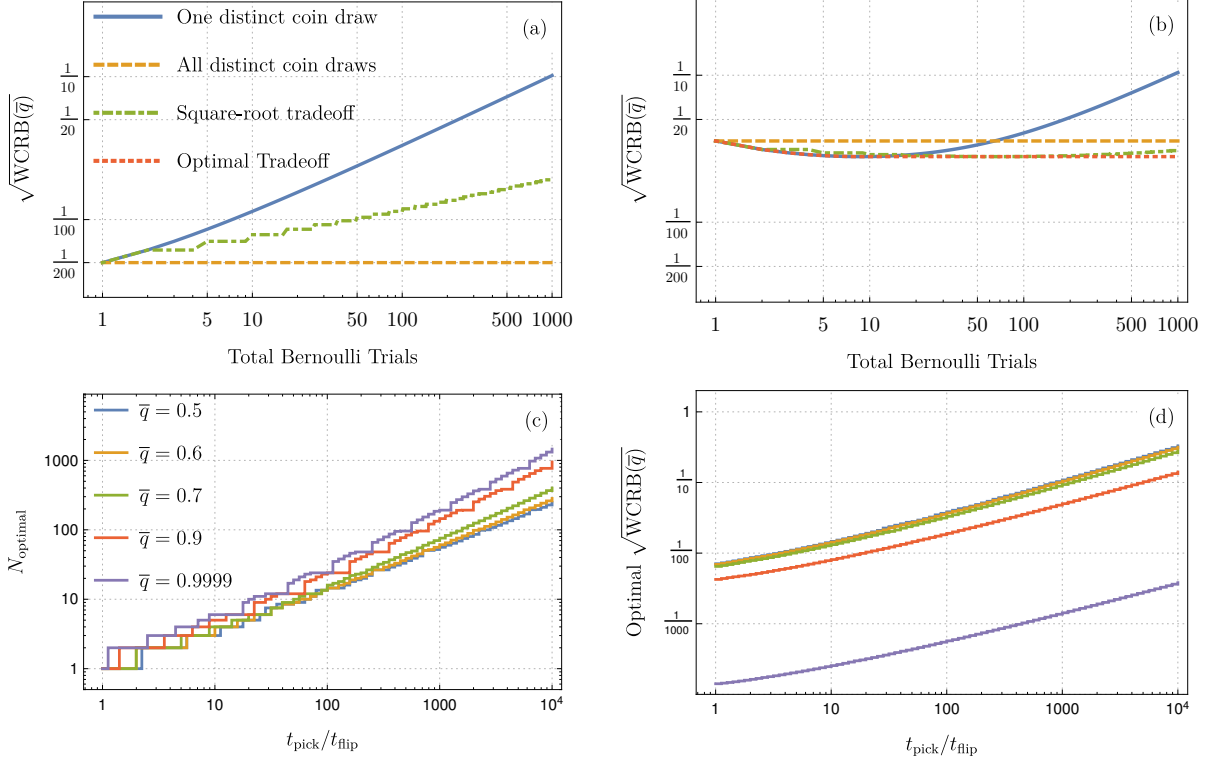 One distinct coin draw
All distinct coin draws
Square-root tradeoff
Optimal Tradeoff
(a)
√WCRB(q̅)
1/10
1/20
1/100
1/200
1 5 10 50 100 500 1000
Total Bernoulli Trials
(b)
√WCRB(q̅)
1/10
1/20
1/100
1/200
1 5 10 50 100 500 1000
Total Bernoulli Trials
q̅ = 0.5
q̅ = 0.6
q̅ = 0.7
q̅ = 0.9
q̅ = 0.9999
(c)
N_optimal
1000
100
10
1
1 10 100 1000 10⁴
t_pick/t_flip
(d)
Optimal √WCRB(q̅)
1
1/10
1/100
1/1000
1 10 100 1000 10⁴
t_pick/t_flip